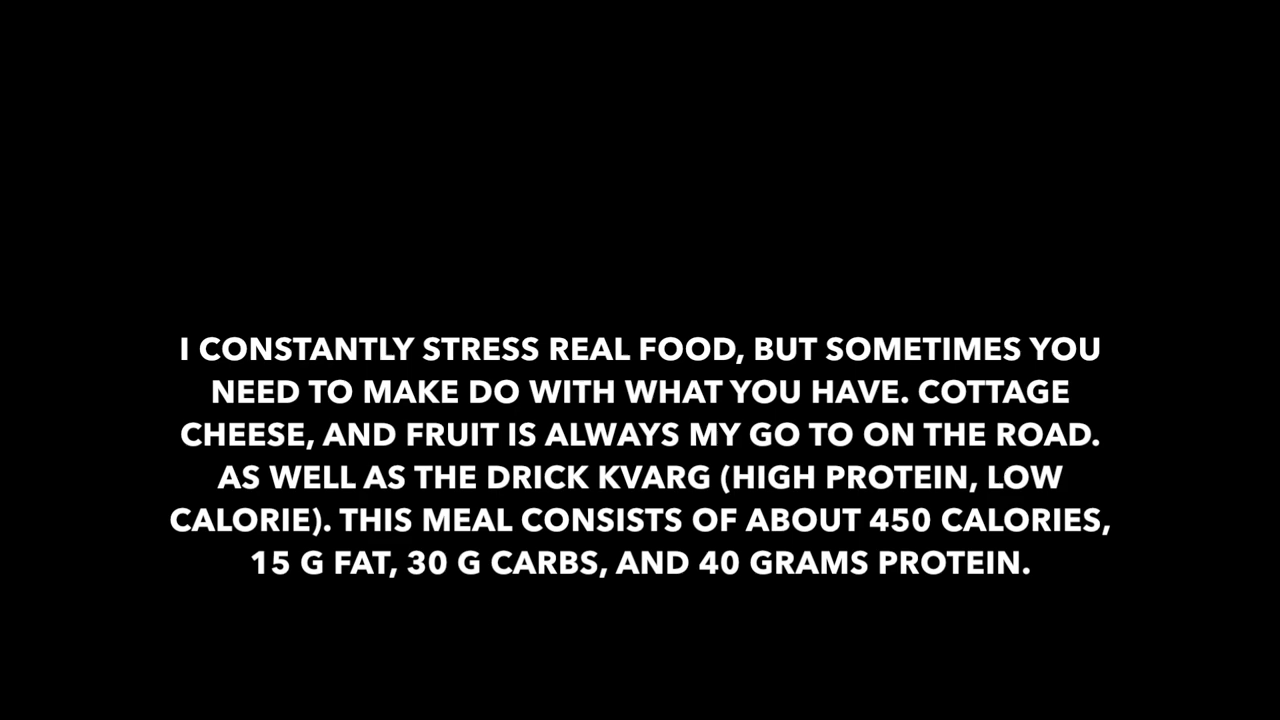 I CONSTANTLY STRESS REAL FOOD, BUT SOMETIMES YOU
NEED TO MAKE DO WITH WHAT YOU HAVE. COTTAGE
CHEESE, AND FRUIT IS ALWAYS MY GO TO ON THE ROAD.
AS WELL AS THE DRICK KVARG (HIGH PROTEIN, LOW
CALORIE). THIS MEAL CONSISTS OF ABOUT 450 CALORIES,
15 G FAT, 30 G CARBS, AND 40 GRAMS PROTEIN.